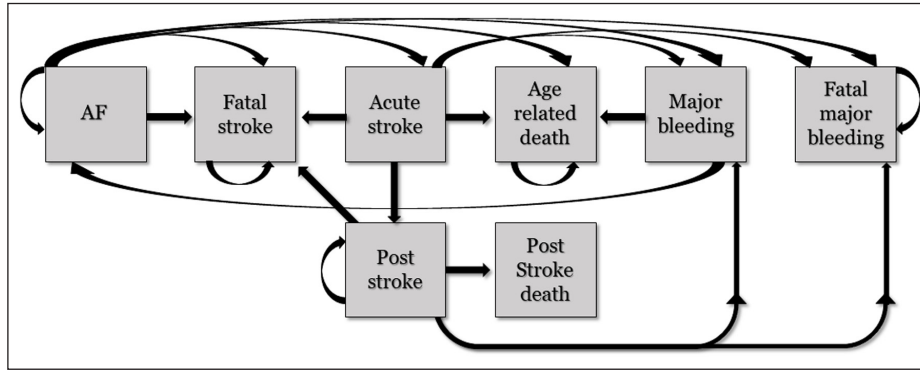 AF
Fatal
stroke
Acute
stroke
Age
related
death
Major
bleeding
Fatal
major
bleeding
Post
stroke
Post
Stroke
death